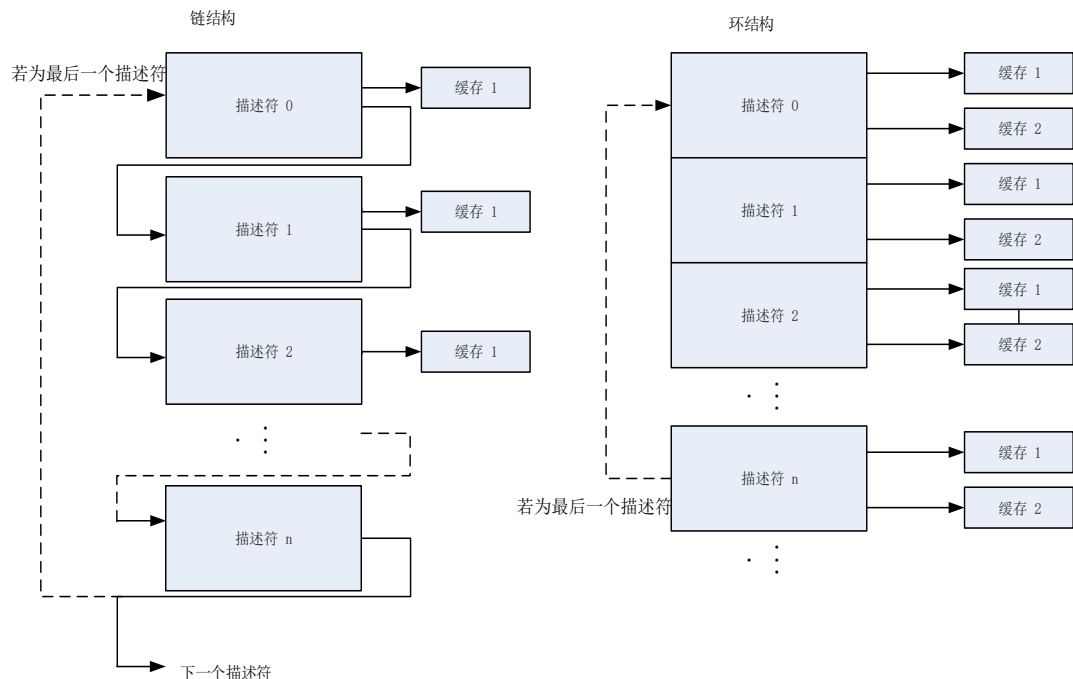 链结构
若为最后一个描述符
描述符 0
缓存 1
描述符 1
缓存 1
描述符 2
缓存 1
描述符 n
下一个描述符
环结构
描述符 0
缓存 1
缓存 2
描述符 1
缓存 1
缓存 2
描述符 2
缓存 1
缓存 2
描述符 n
缓存 1
缓存 2
若为最后一个描述符